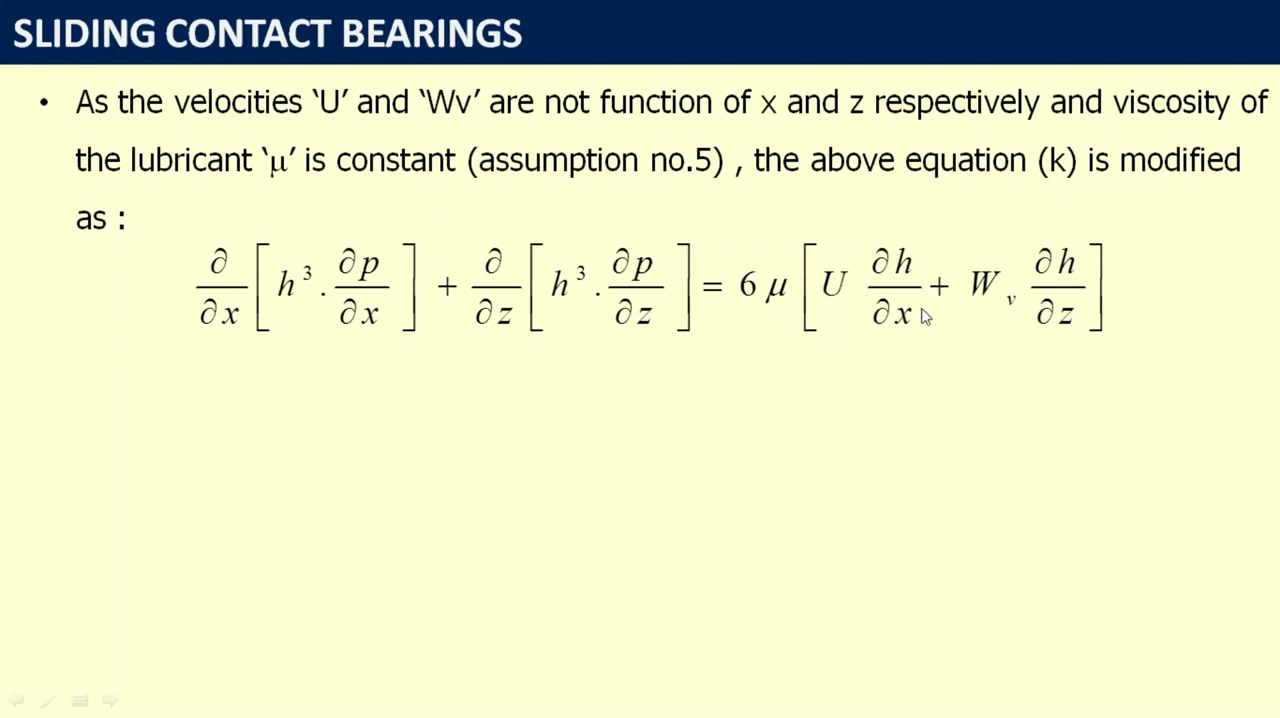 SLIDING CONTACT BEARINGS
• As the velocities ‘U’ and ‘Wv’ are not function of x and z respectively and viscosity of
the lubricant ‘μ’ is constant (assumption no.5) , the above equation (k) is modified
as :
∂/∂x [ h³ . ∂p/∂x ] + ∂/∂z [ h³ . ∂p/∂z ] = 6 μ [ U ∂h/∂x + W_v ∂h/∂z ]